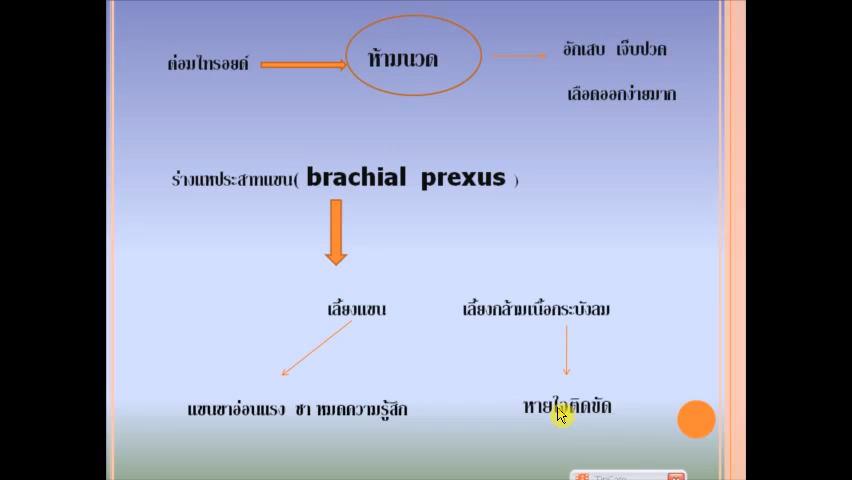 ต่อมไทรอยด์
ห้ามนวด
อักเสบ เจ็บปวด
เลือดออกง่ายมาก
ร่างแหประสาทแขน( brachial prexus )
เลี้ยงแขน
เลี้ยงกล้ามเนื้อกระบังลม
แขนขาอ่อนแรง ชา หมดความรู้สึก
หายใจติดขัด